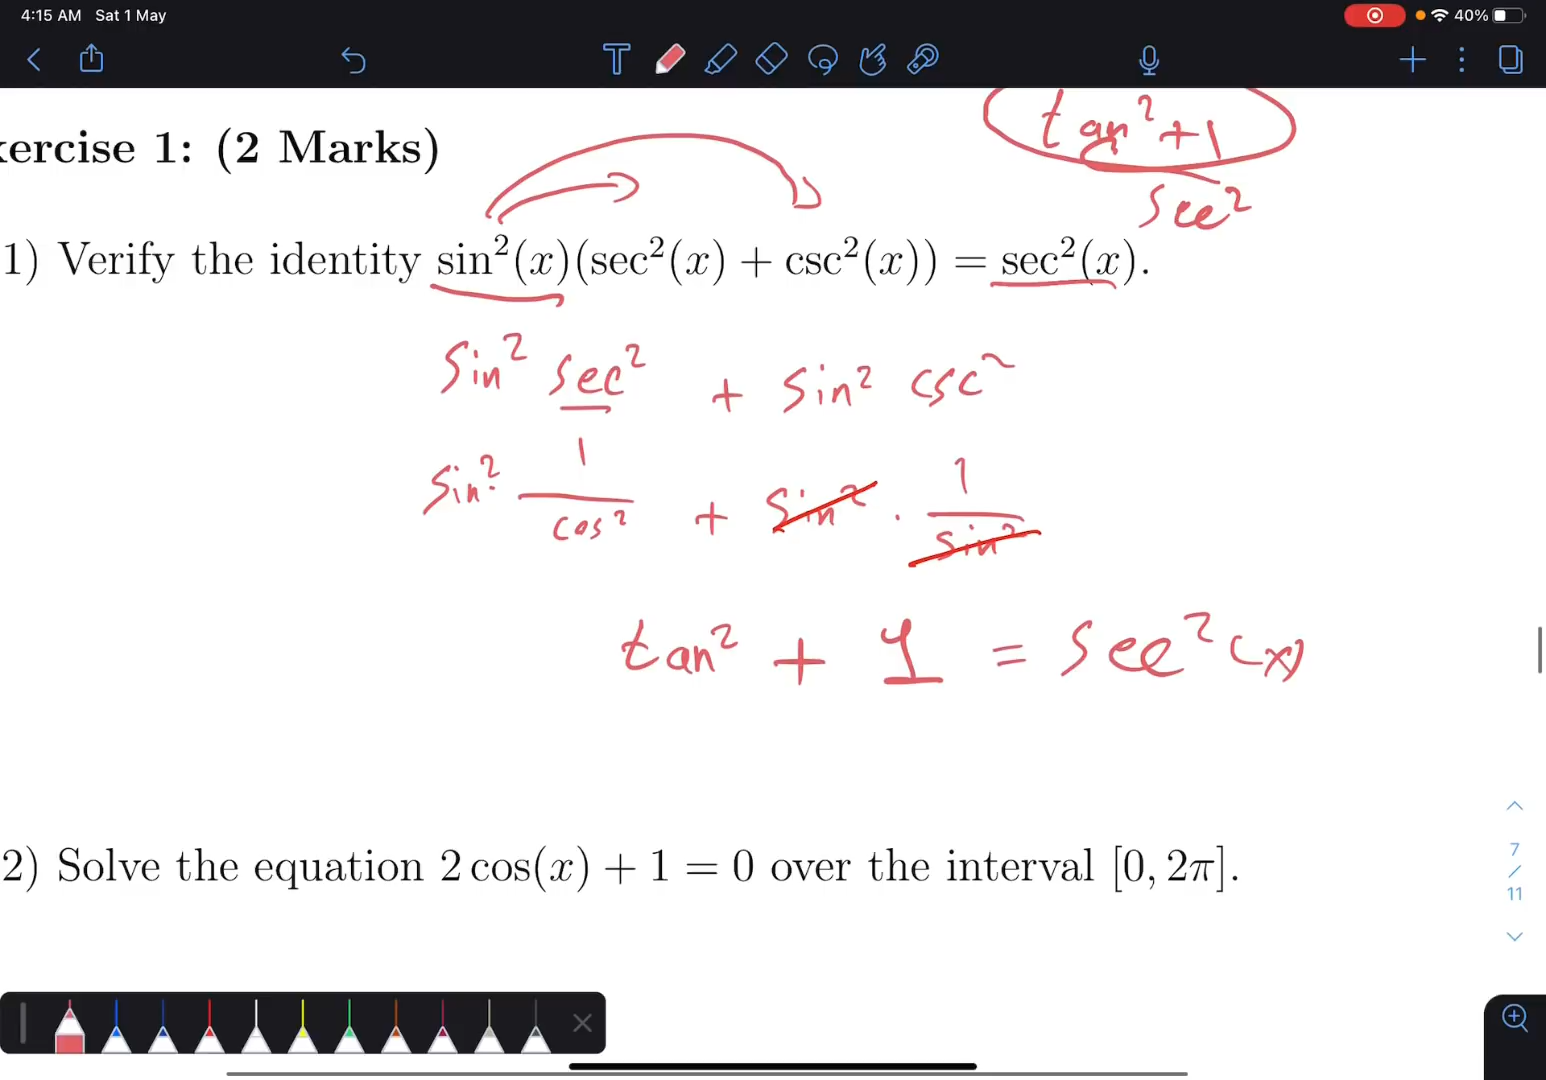 4:15 AM Sat 1 May
40%
T
tan² + 1
sec²
xercise 1: (2 Marks)
1) Verify the identity sin²(x)(sec²(x) + csc²(x)) = sec²(x).
sin² sec² + sin² csc²
sin² 1/cos² + sin² · 1/sin²
tan² + 1 = sec²(x)
2) Solve the equation 2 cos(x) + 1 = 0 over the interval [0, 2π].
7
/
11